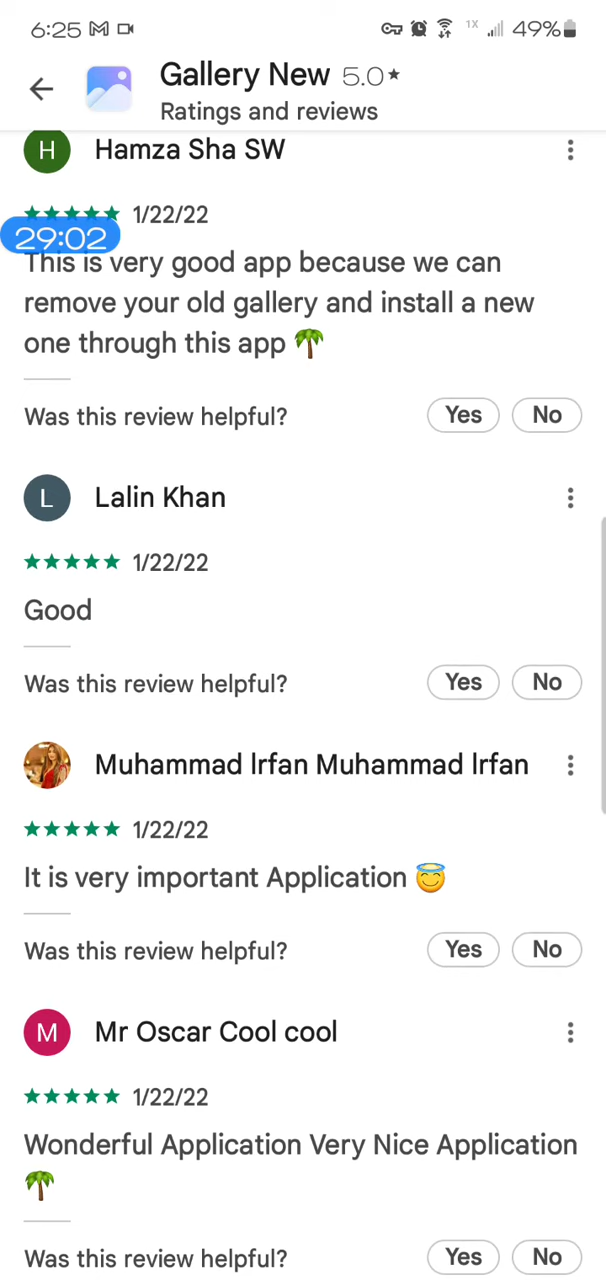 6:25 1X 49%
Gallery New 5.0★
Ratings and reviews
H Hamza Sha SW
★★★★★ 1/22/22
29:02
This is very good app because we can
remove your old gallery and install a new
one through this app 🌴
Was this review helpful? Yes No
L Lalin Khan
★★★★★ 1/22/22
Good
Was this review helpful? Yes No
Muhammad lrfan Muhammad lrfan
★★★★★ 1/22/22
It is very important Application 😇
Was this review helpful? Yes No
M Mr Oscar Cool cool
★★★★★ 1/22/22
Wonderful Application Very Nice Application
🌴
Was this review helpful? Yes No